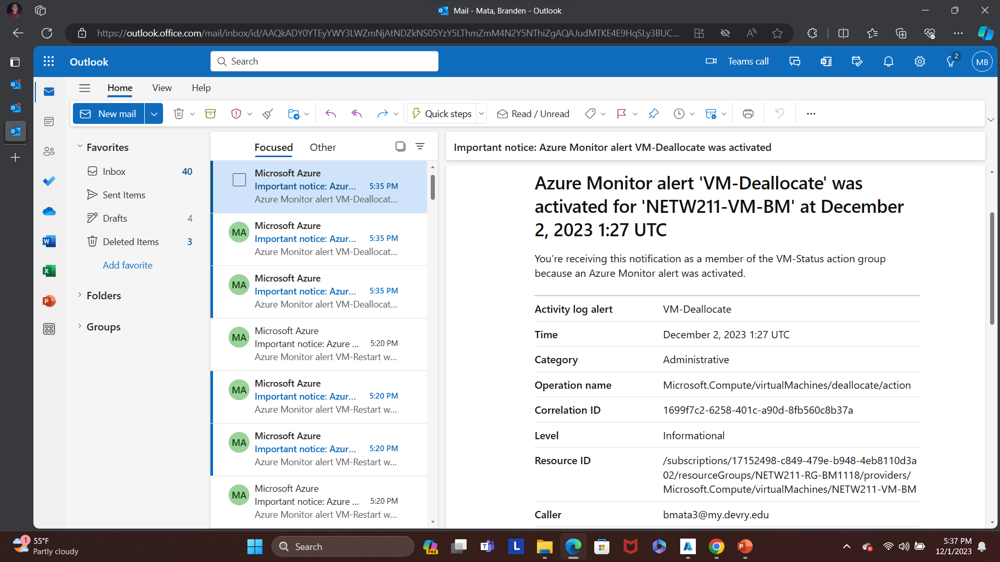 Mail - Mata, Branden - Outlook
https://outlook.office.com/mail/inbox/id/AAQkADY0YTEyYWY3LWZmNjAtNDZkNS05YzY5LThmZmM4N2Y5NThiZgAQAJudMTKE4E9HqSLy3BUC...
Outlook
Search
Teams call
2
MB
Home
View
Help
New mail
Quick steps
Read / Unread
Favorites
Inbox
40
Sent Items
Drafts
4
Deleted Items
3
Add favorite
Folders
Groups
Focused
Other
Microsoft Azure
Important notice: Azur... 5:35 PM
Azure Monitor alert VM-Deallocat...
MA
Microsoft Azure
Important notice: Azur... 5:35 PM
Azure Monitor alert VM-Deallocat...
MA
Microsoft Azure
Important notice: Azur... 5:35 PM
Azure Monitor alert VM-Deallocat...
MA
Microsoft Azure
Important notice: Azure ... 5:20 PM
Azure Monitor alert VM-Restart w...
MA
Microsoft Azure
Important notice: Azur... 5:20 PM
Azure Monitor alert VM-Restart w...
MA
Microsoft Azure
Important notice: Azur... 5:20 PM
Azure Monitor alert VM-Restart w...
MA
Microsoft Azure
Important notice: Azure ... 5:20 PM
Azure Monitor alert VM-Restart w...
Important notice: Azure Monitor alert VM-Deallocate was activated
Azure Monitor alert 'VM-Deallocate' was
activated for 'NETW211-VM-BM' at December
2, 2023 1:27 UTC
You’re receiving this notification as a member of the VM-Status action group
because an Azure Monitor alert was activated.
Activity log alert VM-Deallocate
Time December 2, 2023 1:27 UTC
Category Administrative
Operation name Microsoft.Compute/virtualMachines/deallocate/action
Correlation ID 1699f7c2-6258-401c-a90d-8fb560c8b37a
Level Informational
Resource ID /subscriptions/17152498-c849-479e-b948-4eb8110d3a
02/resourceGroups/NETW211-RG-BM1118/providers/
Microsoft.Compute/virtualMachines/NETW211-VM-BM
Caller bmata3@my.devry.edu
1
55°F
Partly cloudy
Search
PRE
L
5:37 PM
12/1/2023